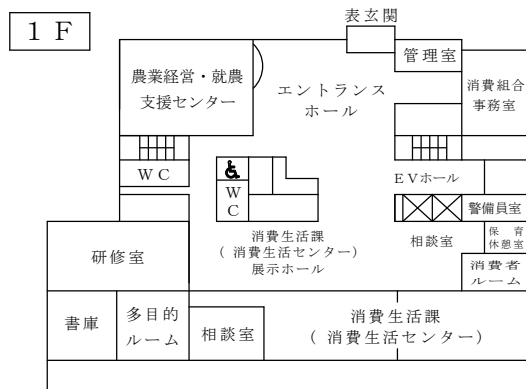 1F
表玄関
管理室
農業経営・就農
支援センター
エントランス
ホール
消費組合
事務室
WC
W
C
EVホール
警備員室
消費生活課
(消費生活センター)
展示ホール
相談室
保育
休憩室
研修室
消費者
ルーム
書庫
多目的
ルーム
相談室
消費生活課
(消費生活センター)